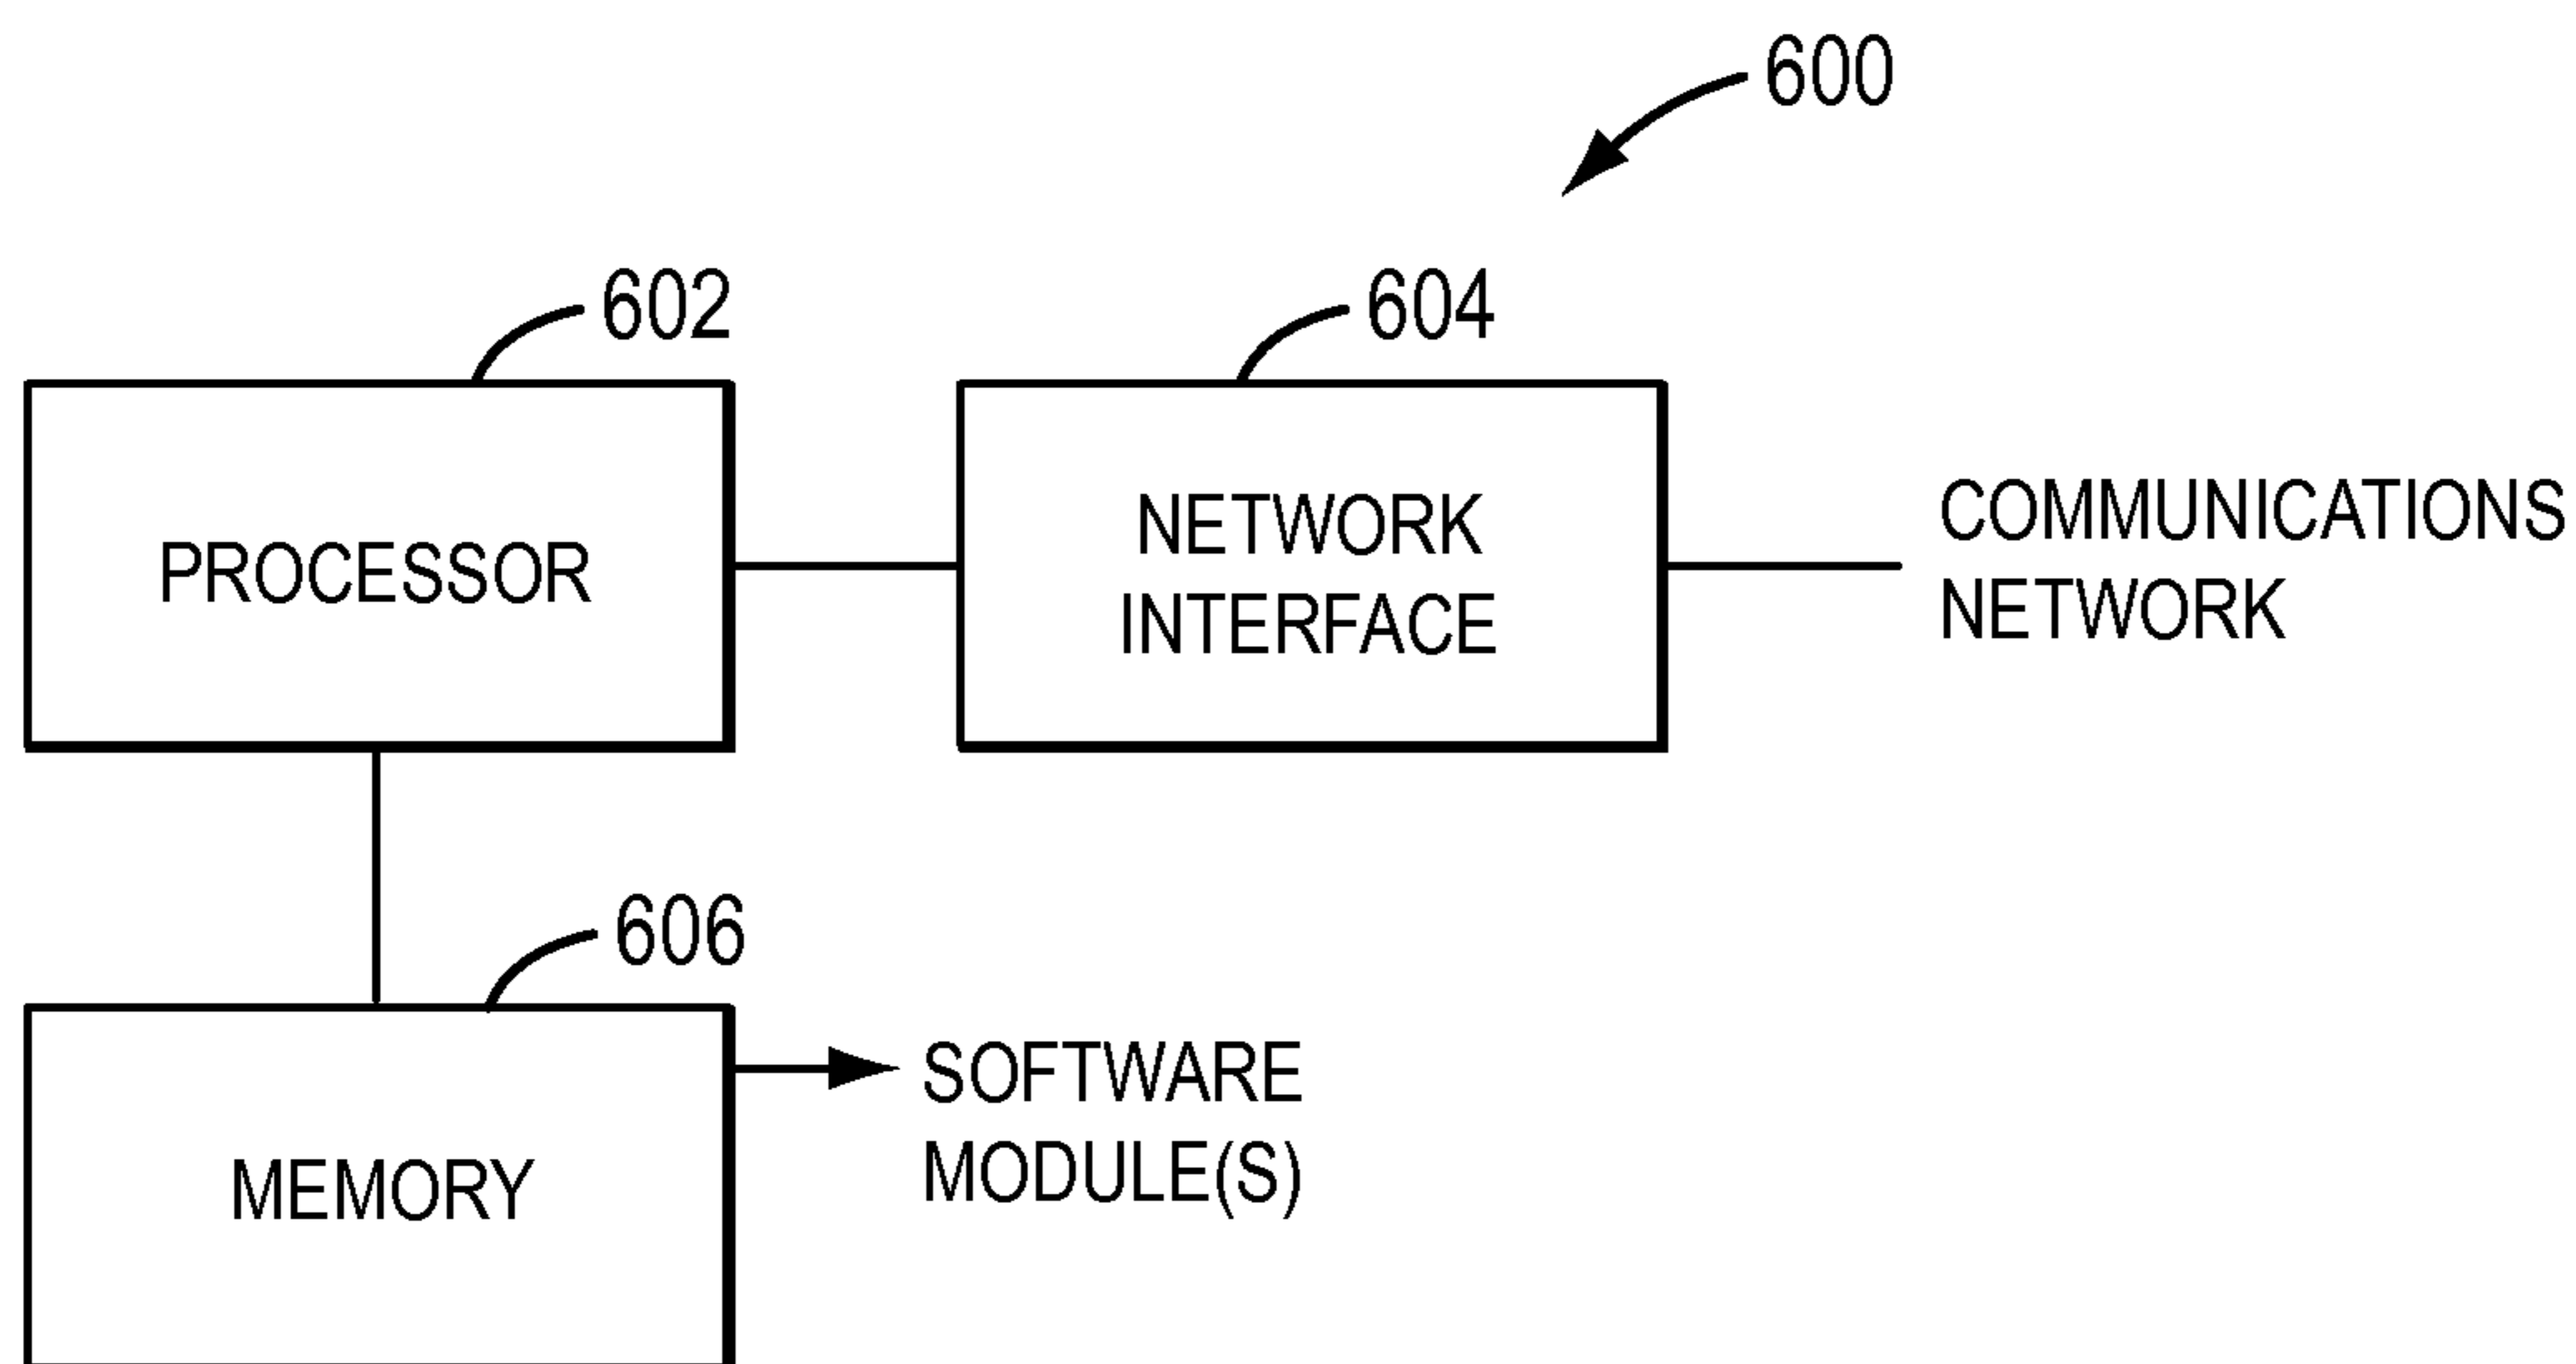 600
602
604
PROCESSOR
NETWORK
INTERFACE
COMMUNICATIONS
NETWORK
606
MEMORY
SOFTWARE
MODULE(S)